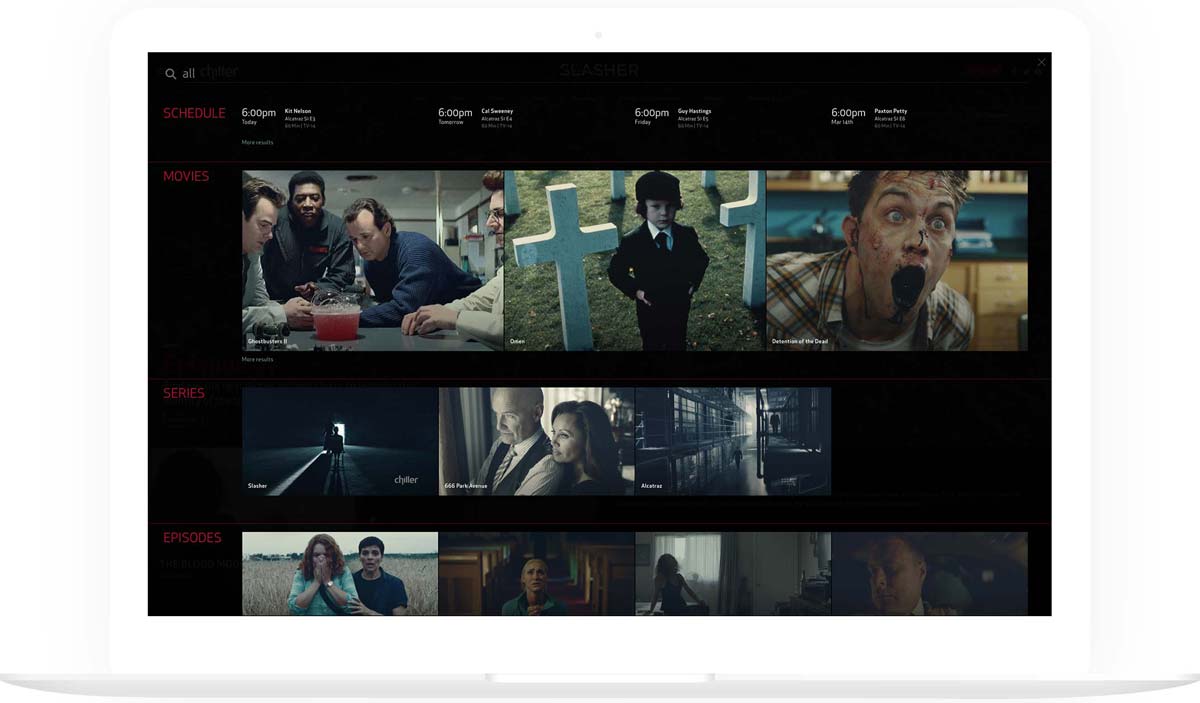 all chiller
SLASHER
SCHEDULE
6:00pm
Today
Kit Nelson
Alcatraz S1 E3
60 Min | TV-14
6:00pm
Tomorrow
Cal Sweeney
Alcatraz S1 E4
60 Min | TV-14
6:00pm
Friday
Guy Hastings
Alcatraz S1 E5
60 Min | TV-14
6:00pm
Mar 14th
Paxton Petty
Alcatraz S1 E6
60 Min | TV-14
More results
MOVIES
Ghostbusters II
Omen
Detention of the Dead
More results
SERIES
Slasher
chiller
666 Park Avenue
Alcatraz
EPISODES
THE BLOOD MOO